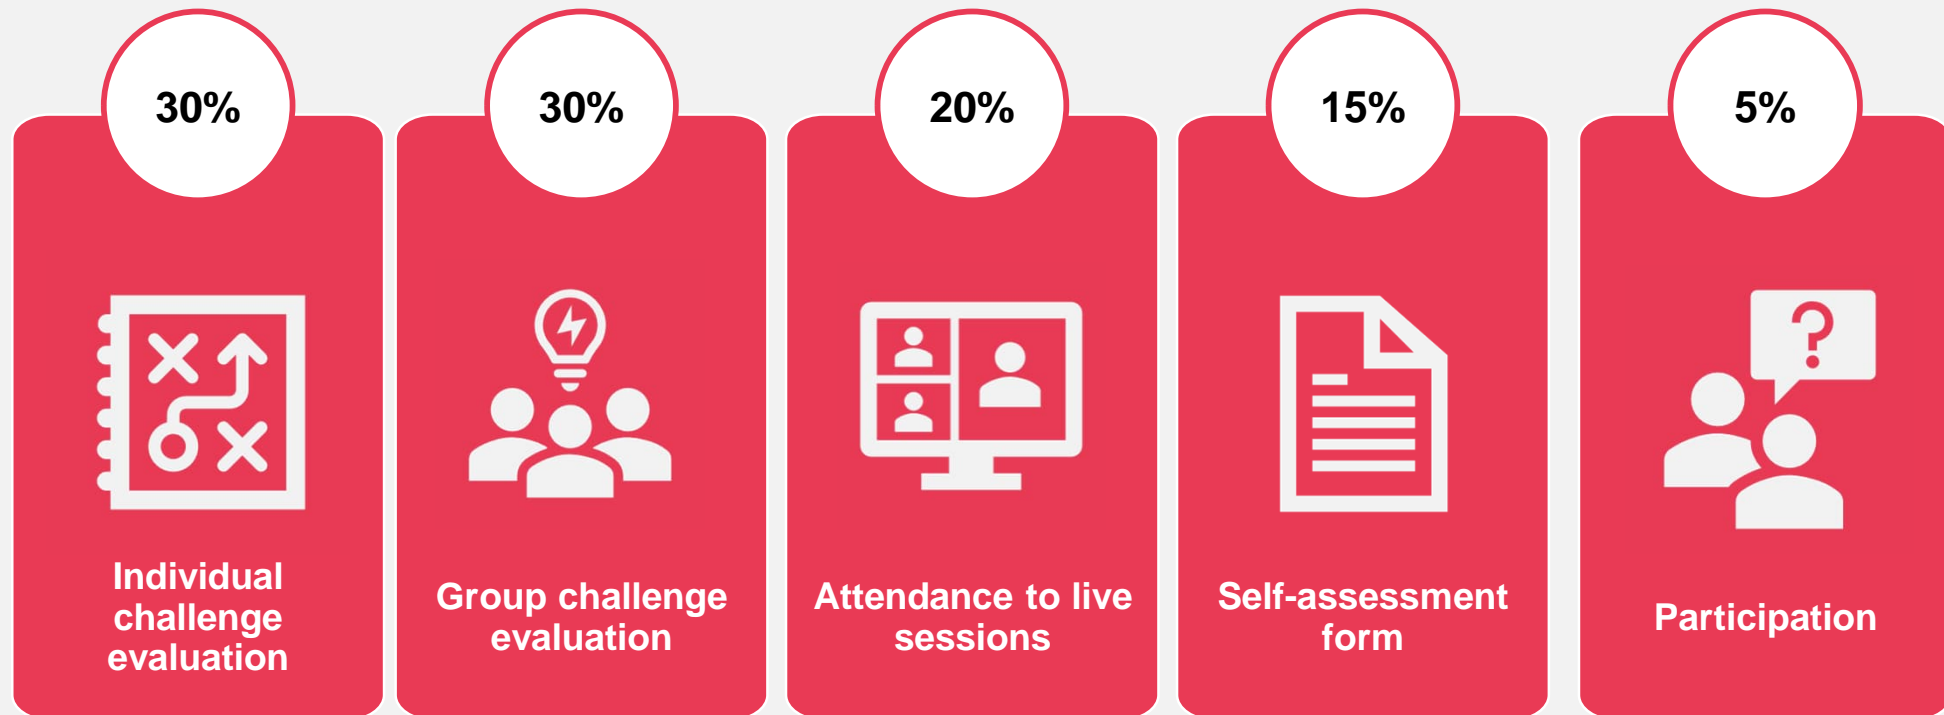 30%
30%
20%
15%
5%
Individual
challenge
evaluation
Group challenge
evaluation
Attendance to live
sessions
Self-assessment
form
Participation
?